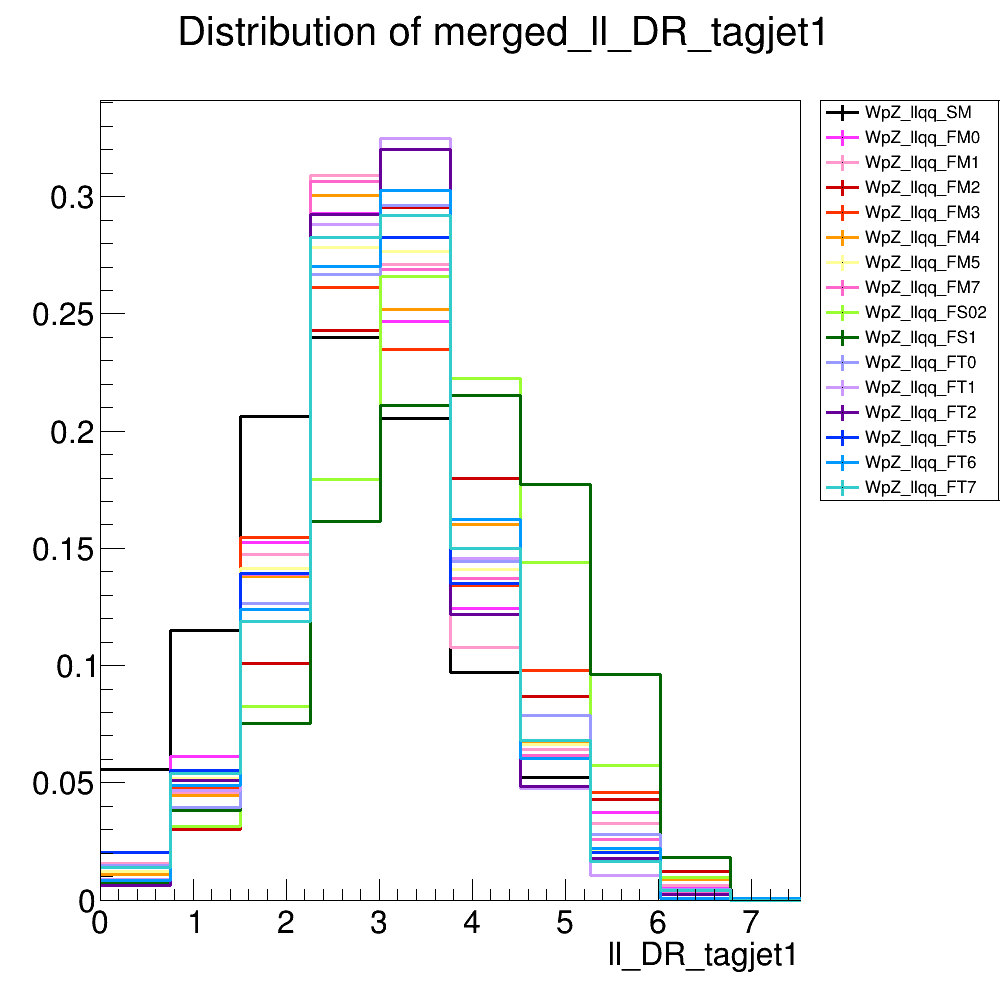 Distribution of merged_ll_DR_tagjet1
WpZ_llqq_SM
WpZ_llqq_FM0
WpZ_llqq_FM1
WpZ_llqq_FM2
WpZ_llqq_FM3
WpZ_llqq_FM4
WpZ_llqq_FM5
WpZ_llqq_FM7
WpZ_llqq_FS02
WpZ_llqq_FS1
WpZ_llqq_FT0
WpZ_llqq_FT1
WpZ_llqq_FT2
WpZ_llqq_FT5
WpZ_llqq_FT6
WpZ_llqq_FT7
0.3
0.25
0.2
0.15
0.1
0.05
0
0 1 2 3 4 5 6 7
ll_DR_tagjet1